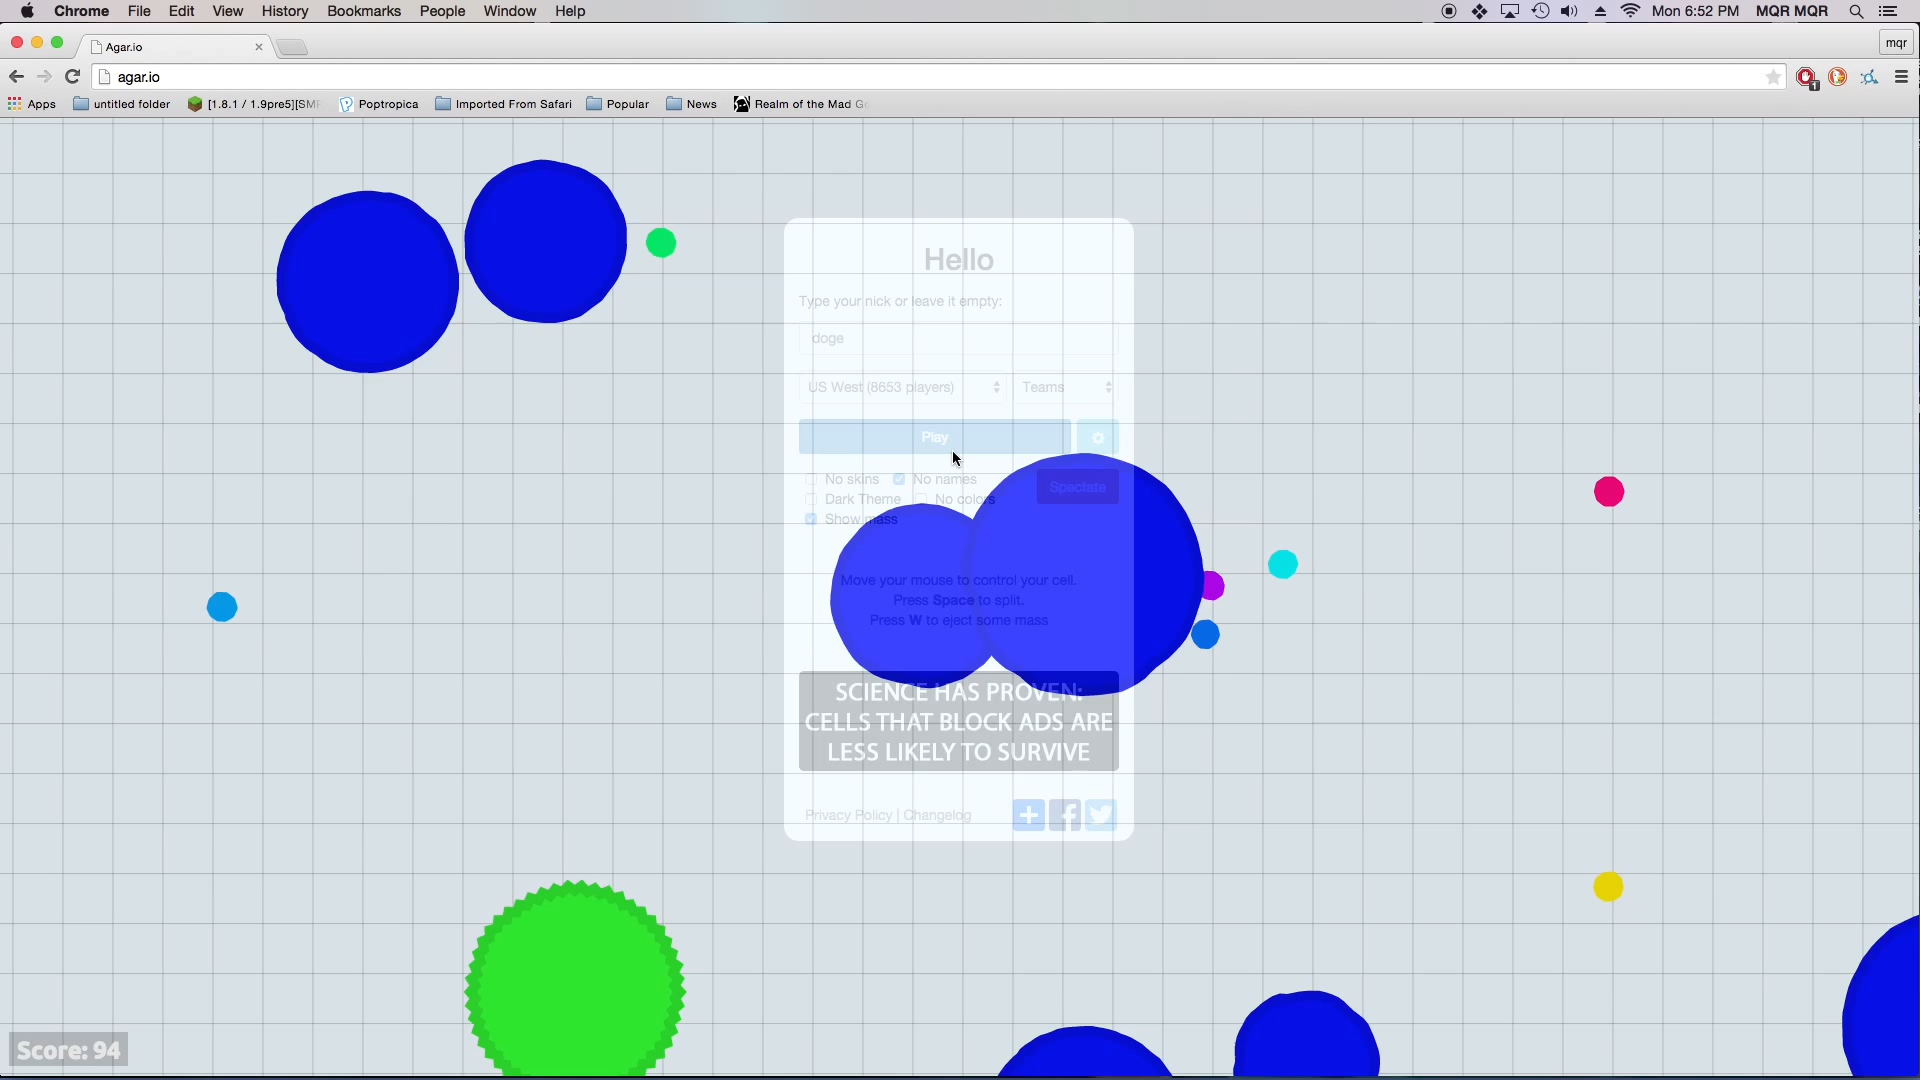 Chrome File Edit View History Bookmarks People Window Help
Mon 6:52 PM MQR MQR
Agar.io
mqr
agar.io
1
Apps untitled folder [1.8.1 / 1.9pre5][SM Poptropica Imported From Safari Popular News Realm of the Mad G
Hello
Type your nick or leave it empty:
doge
US West (8653 players) Teams
Play
No skins No names
Spectate
Dark Theme No colors
Show mass
Move your mouse to control your cell.
Press Space to split.
Press W to eject some mass
SCIENCE HAS PROVEN:
CELLS THAT BLOCK ADS ARE
LESS LIKELY TO SURVIVE
Privacy Policy | Changelog
Score: 94